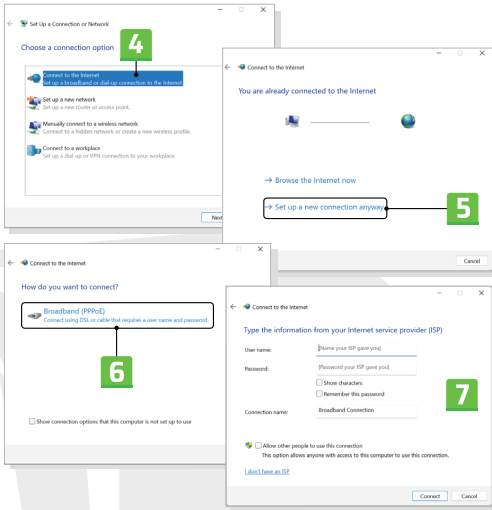 Set Up a Connection or Network
Choose a connection option
4
Connect to the Internet
Set up a broadband or dial-up connection to the Internet.
Set up a new network
Set up a new router or access point.
Manually connect to a wireless network
Connect to a hidden network or create a new wireless profile.
Connect to a workplace
Set up a dial-up or VPN connection to your workplace.
Next
Connect to the Internet
You are already connected to the Internet
→ Browse the Internet now
→ Set up a new connection anyway
5
Cancel
Connect to the Internet
How do you want to connect?
Broadband (PPPoE)
Connect using DSL or cable that requires a user name and password.
6
Show connection options that this computer is not set up to use
Connect to the Internet
Type the information from your Internet service provider (ISP)
User name:
[Name your ISP gave you]
Password:
[Password your ISP gave you]
Show characters
Remember this password
7
Connection name:
Broadband Connection
Allow other people to use this connection
This option allows anyone with access to this computer to use this connection.
I don't have an ISP
Connect
Cancel